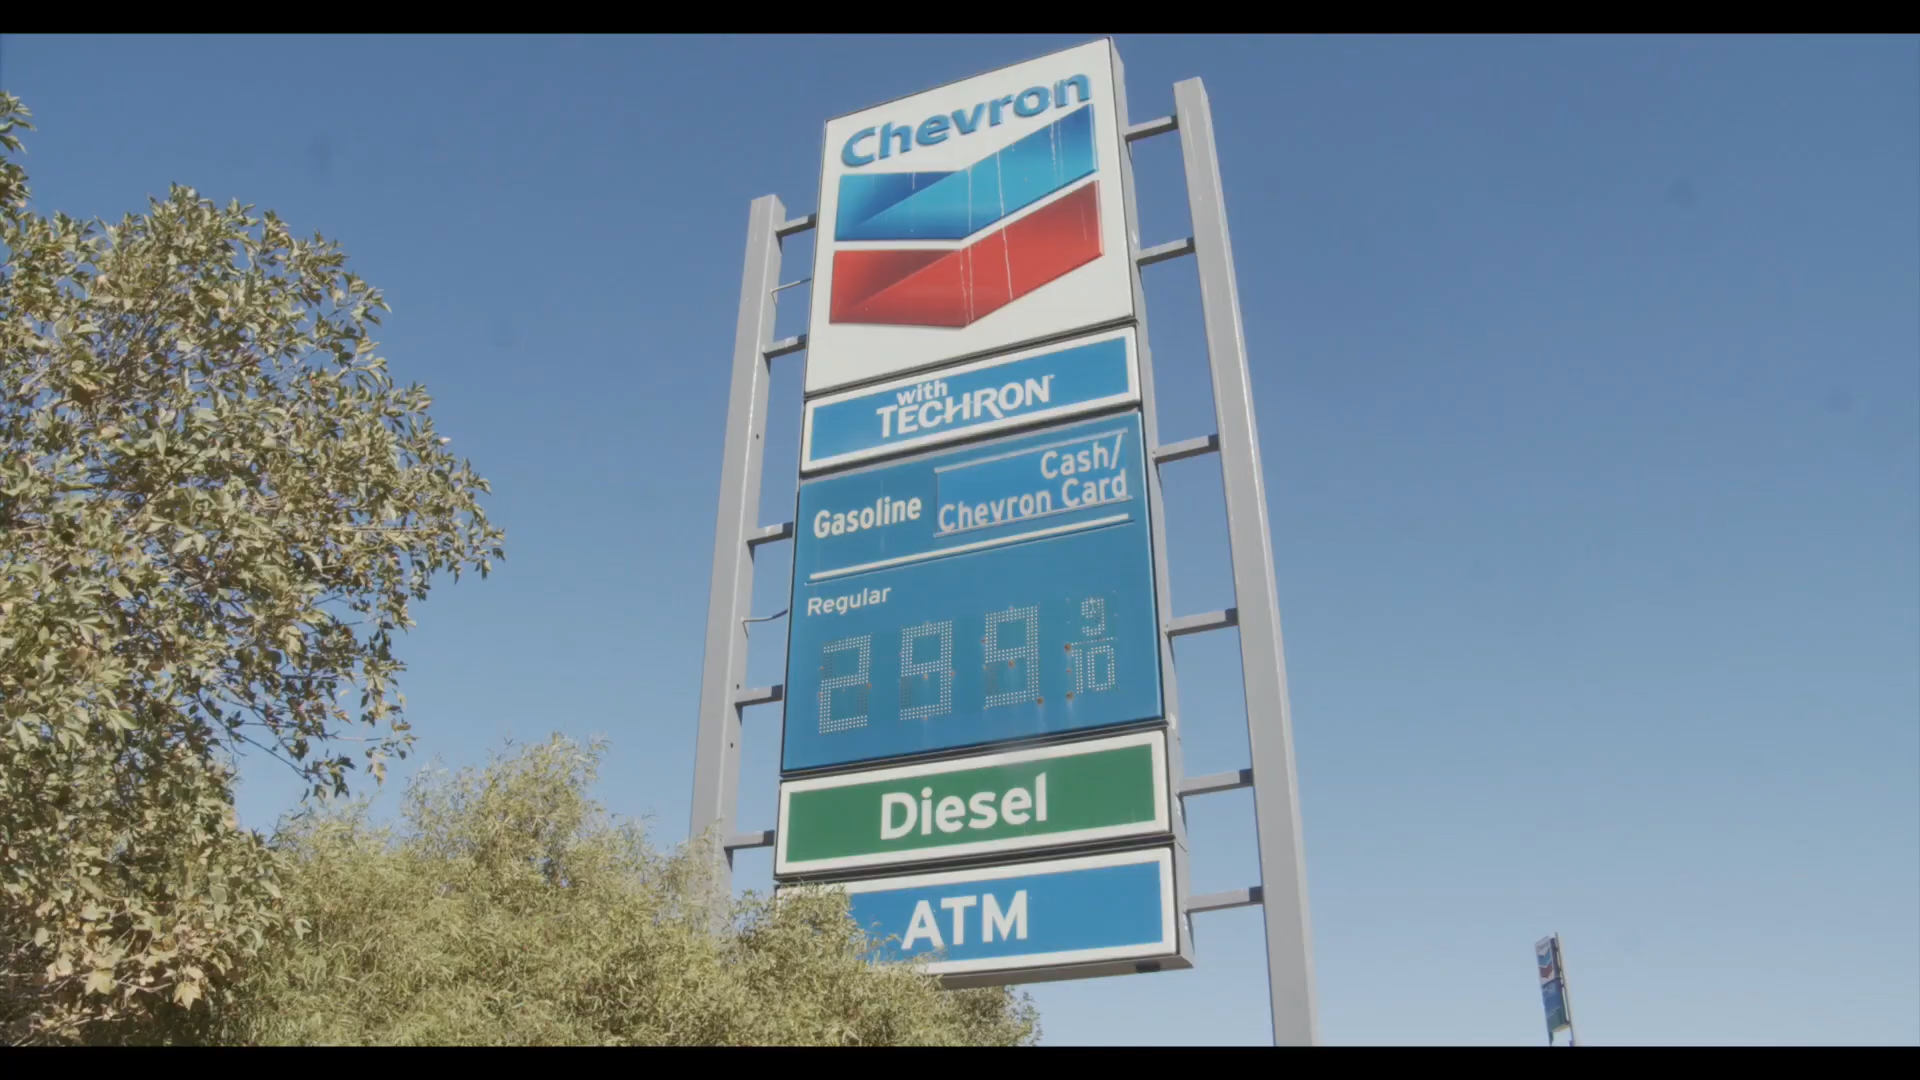 Chevron
with
TECHRON
Gasoline
Cash/
Chevron Card
Regular
299 9/10
Diesel
ATM